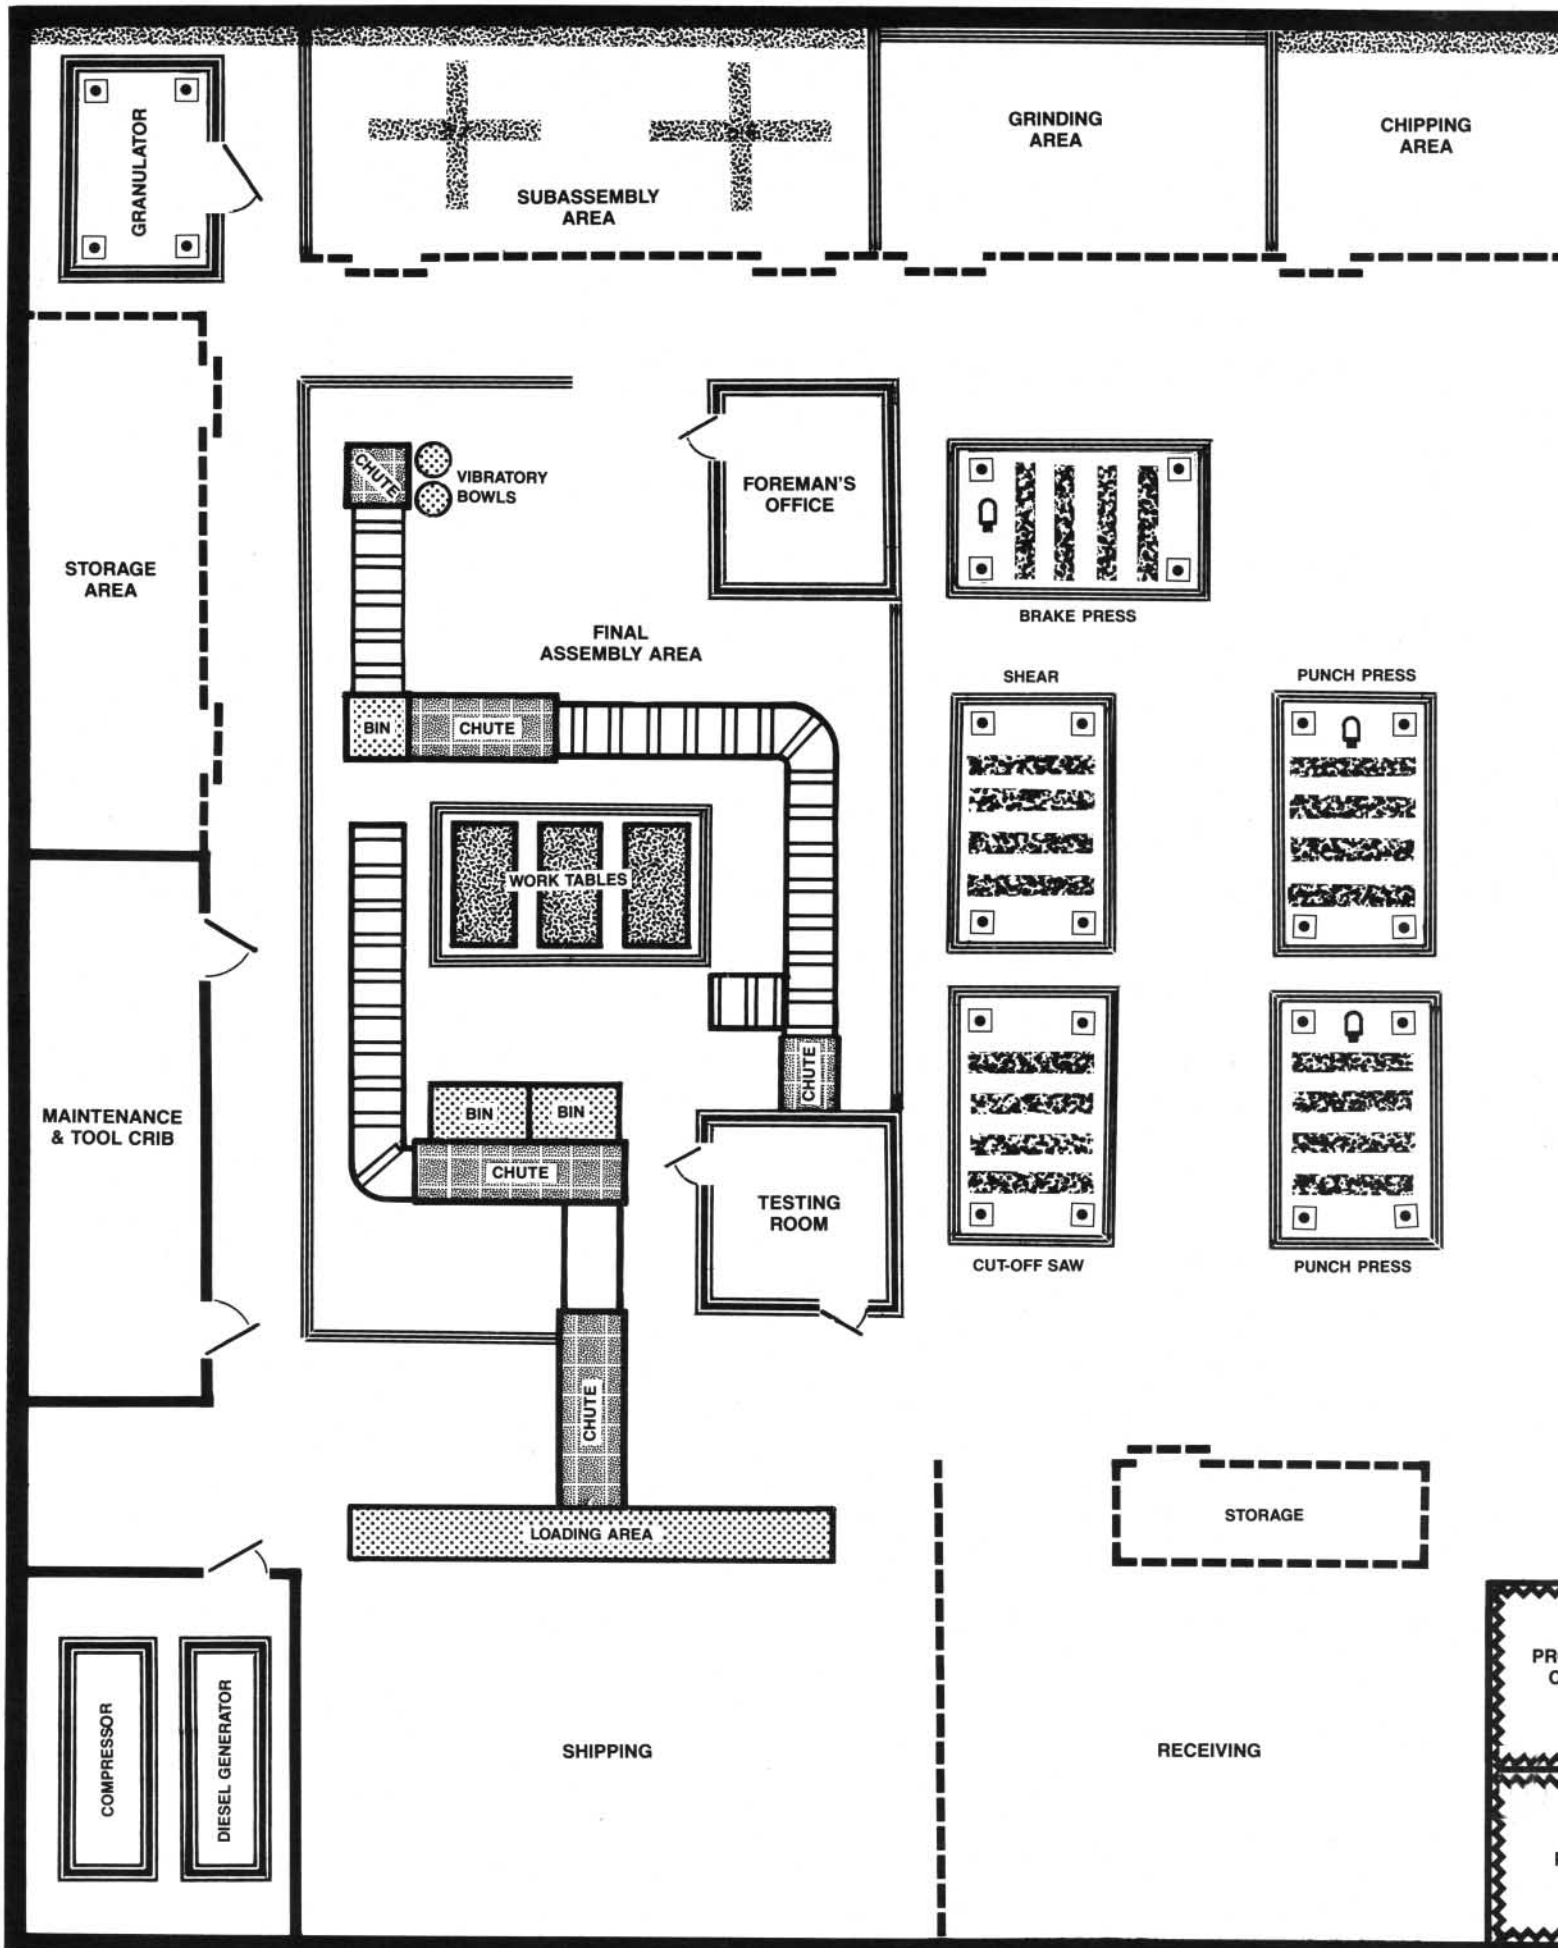 GRANULATOR
SUBASSEMBLY
AREA
GRINDING
AREA
CHIPPING
AREA
STORAGE
AREA
CHUTE
VIBRATORY
BOWLS
FOREMAN'S
OFFICE
BRAKE PRESS
FINAL
ASSEMBLY AREA
BIN
CHUTE
SHEAR
PUNCH PRESS
WORK TABLES
MAINTENANCE
& TOOL CRIB
CHUTE
BIN
BIN
CHUTE
TESTING
ROOM
CUT-OFF SAW
PUNCH PRESS
CHUTE
LOADING AREA
STORAGE
COMPRESSOR
DIESEL GENERATOR
SHIPPING
RECEIVING